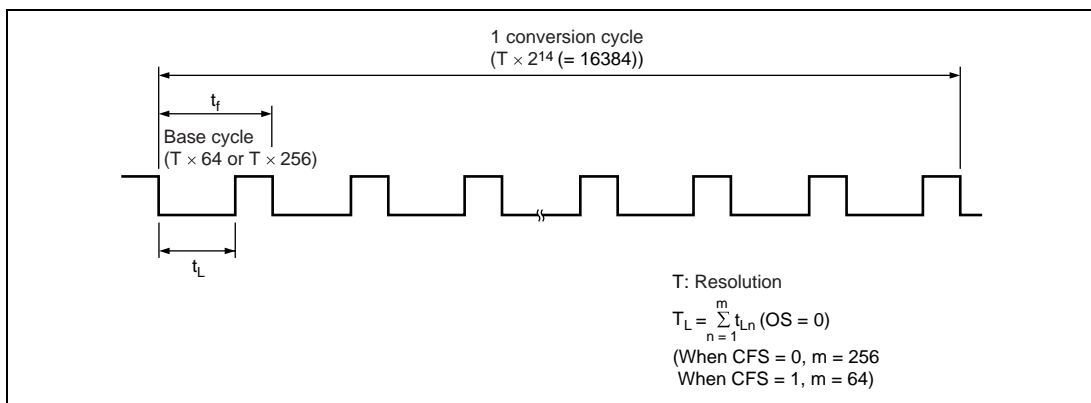 1 conversion cycle
(T × 2¹⁴ (= 16384))
t_f
Base cycle
(T × 64 or T × 256)
t_L
T: Resolution
T_L = Σ t_Ln (OS = 0)
m
n = 1
(When CFS = 0, m = 256
When CFS = 1, m = 64)